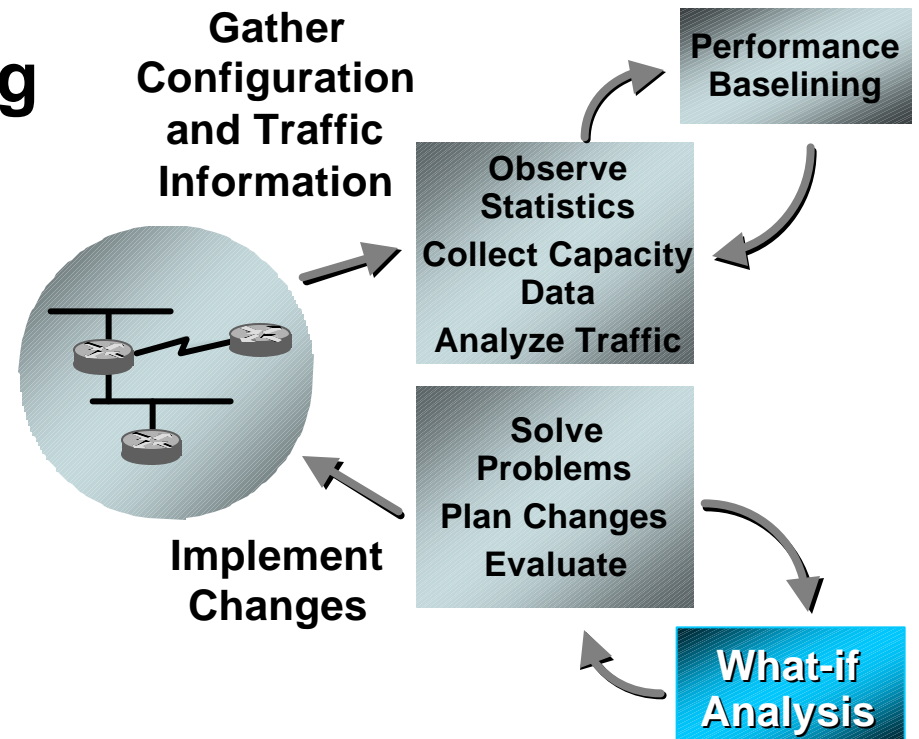 g
Gather
Configuration
and Traffic
Information
Performance
Baselining
Observe
Statistics
Collect Capacity
Data
Analyze Traffic
Solve
Problems
Plan Changes
Evaluate
Implement
Changes
What-if
Analysis